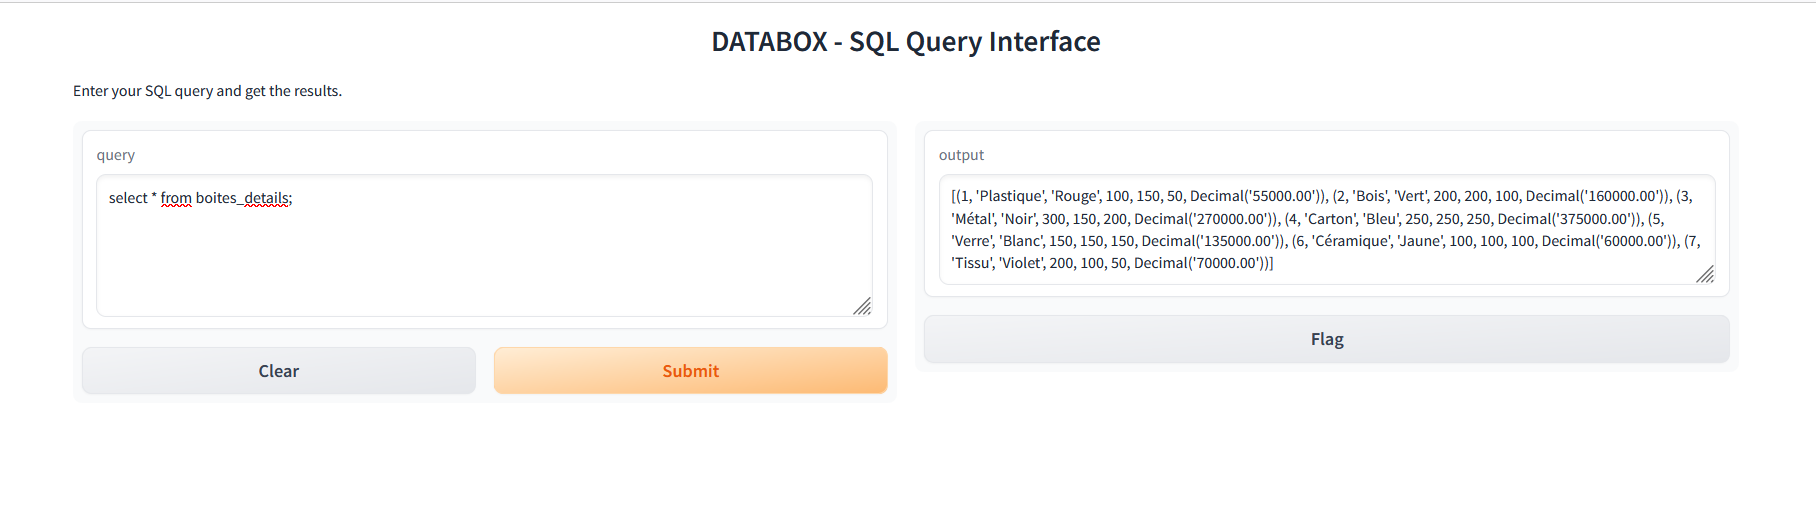 DATABOX - SQL Query Interface
Enter your SQL query and get the results.
query
select * from boites_details;
Clear
Submit
output
[(1, 'Plastique', 'Rouge', 100, 150, 50, Decimal('55000.00')), (2, 'Bois', 'Vert', 200, 200, 100, Decimal('160000.00')), (3,
'Métal', 'Noir', 300, 150, 200, Decimal('270000.00')), (4, 'Carton', 'Bleu', 250, 250, 250, Decimal('375000.00')), (5,
'Verre', 'Blanc', 150, 150, 150, Decimal('135000.00')), (6, 'Céramique', 'Jaune', 100, 100, 100, Decimal('60000.00')), (7,
'Tissu', 'Violet', 200, 100, 50, Decimal('70000.00'))]
Flag